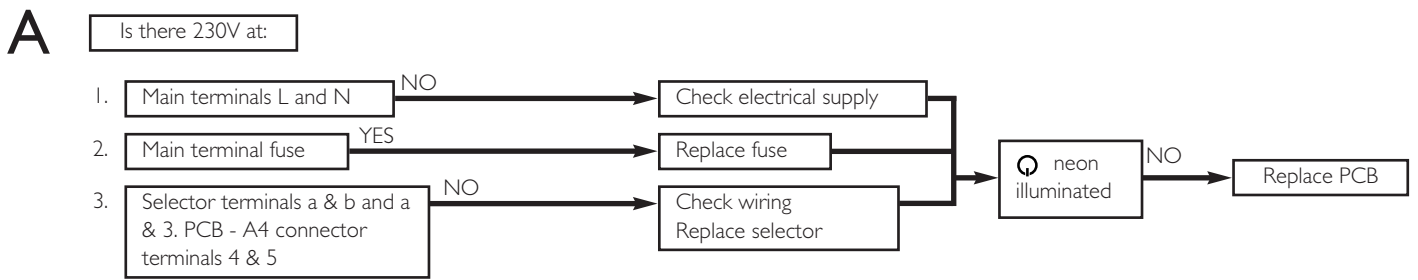 A
Is there 230V at:
1. Main terminals L and N
NO
Check electrical supply
2. Main terminal fuse
YES
Replace fuse
3. Selector terminals a & b and a
& 3. PCB - A4 connector
terminals 4 & 5
NO
Check wiring
Replace selector
neon
illuminated
NO
Replace PCB